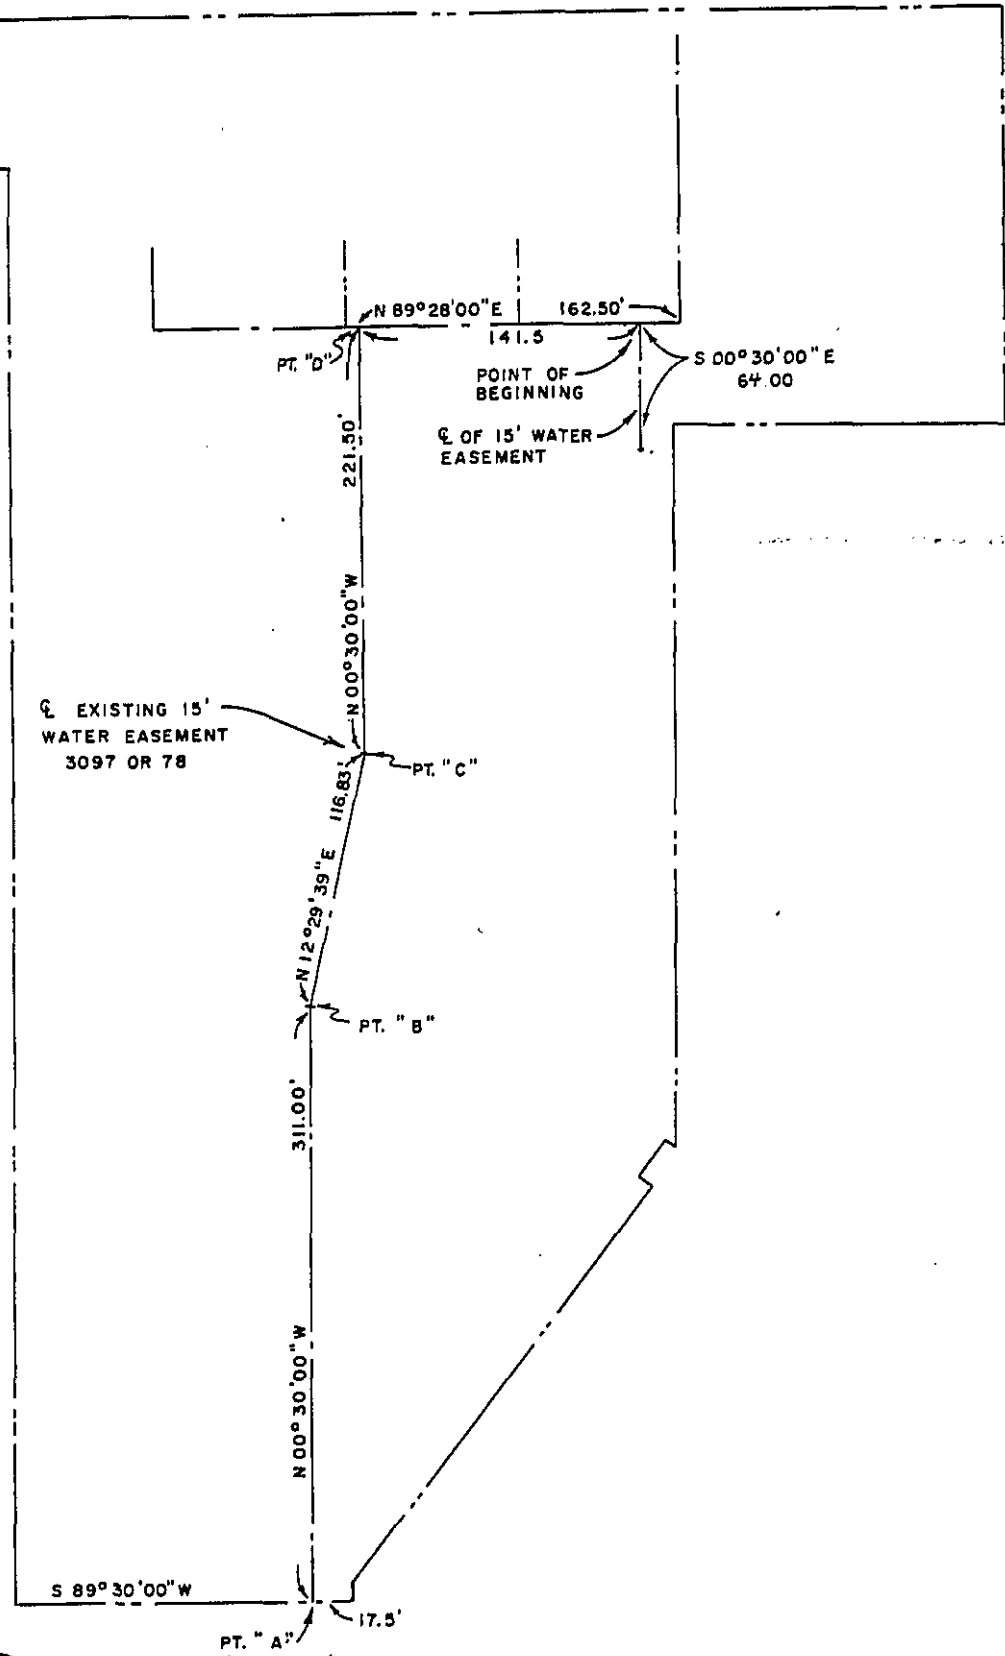 N 89°28'00"E
162.50'
141.5
PT. "D"
POINT OF
BEGINNING
S 00°30'00"E
64.00
℄ OF 15' WATER
EASEMENT
221.50'
N 00°30'00"W
℄ EXISTING 15'
WATER EASEMENT
3097 OR 78
PT. "C"
116.83'
N 12°29'39"E
PT. "B"
311.00'
N 00°30'00"W
S 89°30'00"W
17.5'
PT. "A"